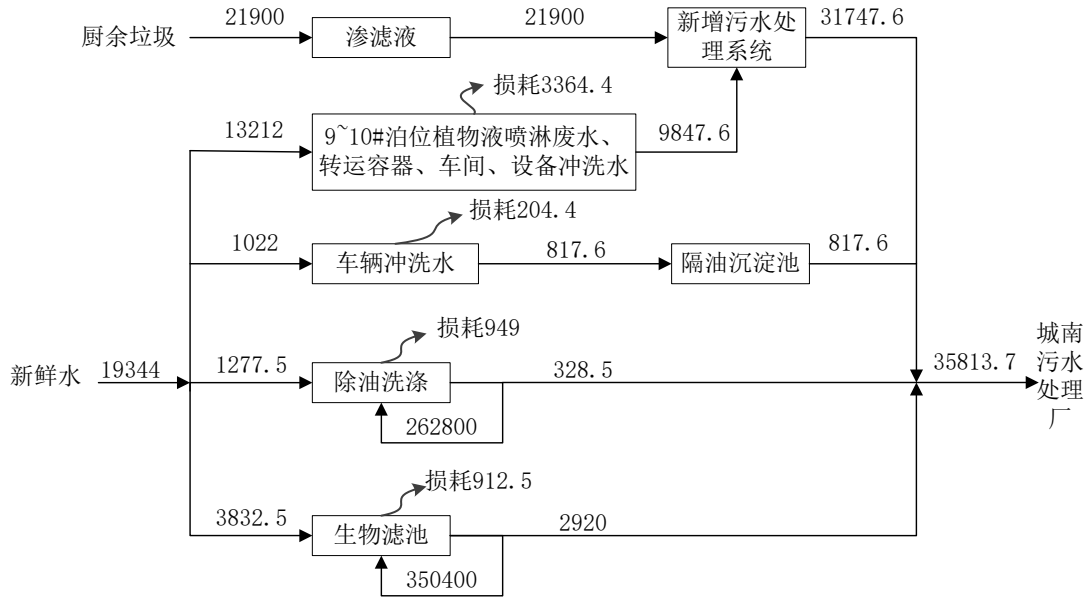 21900
21900
31747.6
厨余垃圾
渗滤液
新增污水处
理系统
损耗3364.4
13212
9~10#泊位植物液喷淋废水、
转运容器、车间、设备冲洗水
9847.6
损耗204.4
1022
车辆冲洗水
817.6
隔油沉淀池
817.6
损耗949
新鲜水
19344
1277.5
除油洗涤
328.5
35813.7
城南
污水
处理
厂
262800
损耗912.5
3832.5
生物滤池
2920
350400